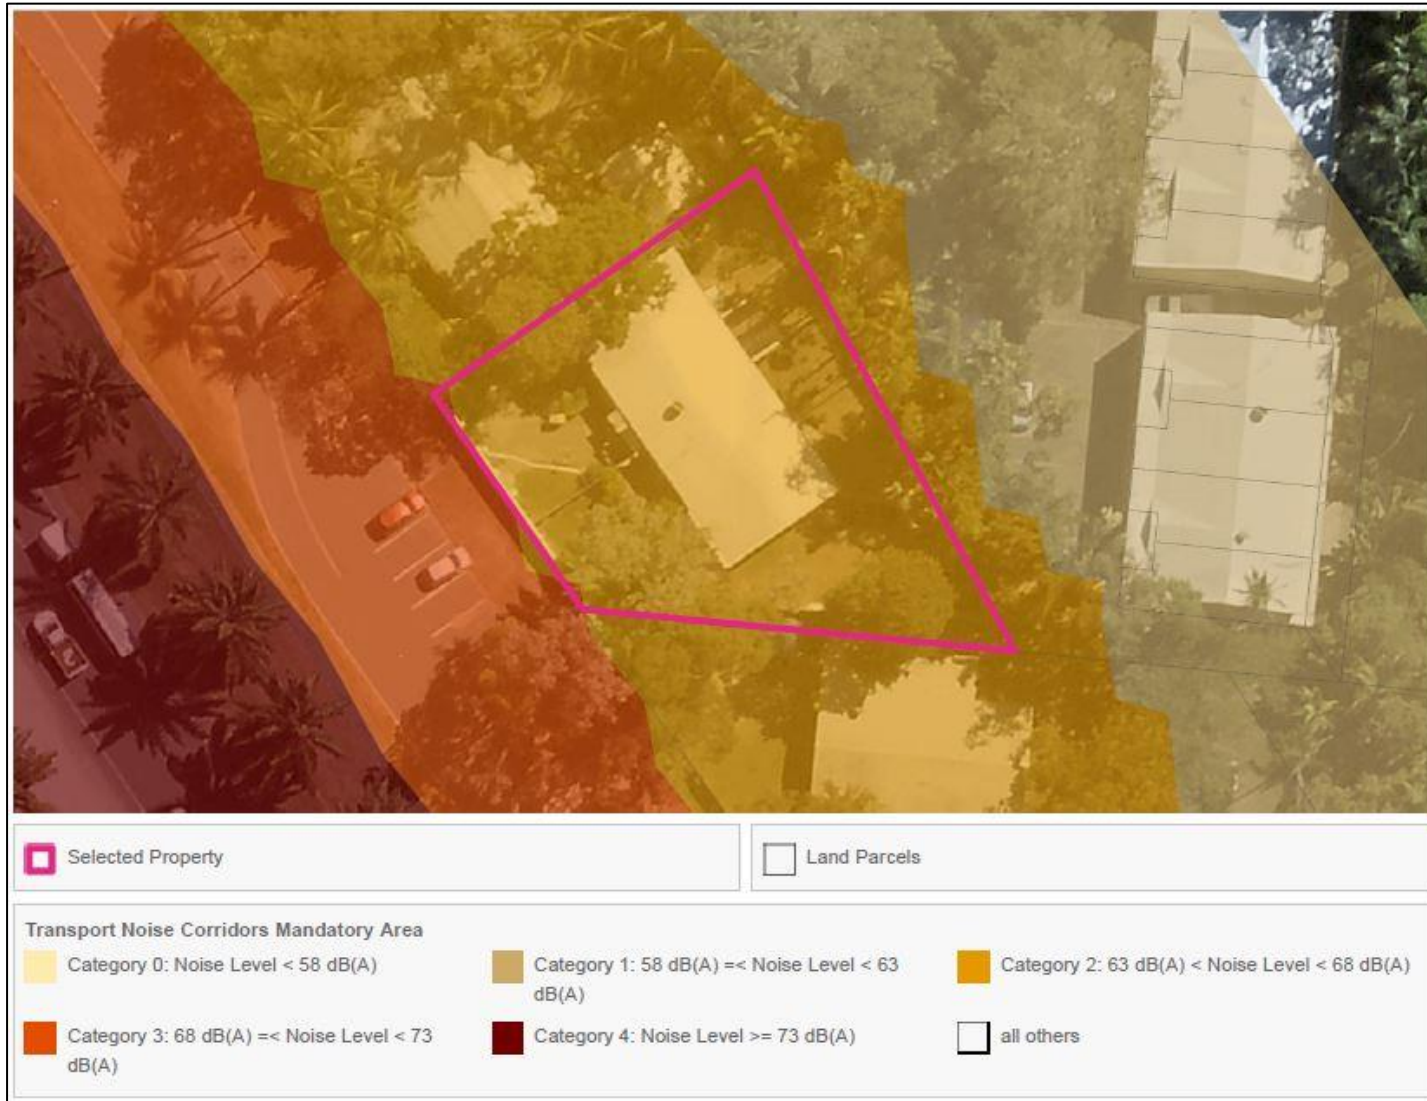 Selected Property
Land Parcels
Transport Noise Corridors Mandatory Area
Category 0: Noise Level < 58 dB(A)
Category 1: 58 dB(A) =< Noise Level < 63
dB(A)
Category 2: 63 dB(A) < Noise Level < 68 dB(A)
Category 3: 68 dB(A) =< Noise Level < 73
dB(A)
Category 4: Noise Level >= 73 dB(A)
all others